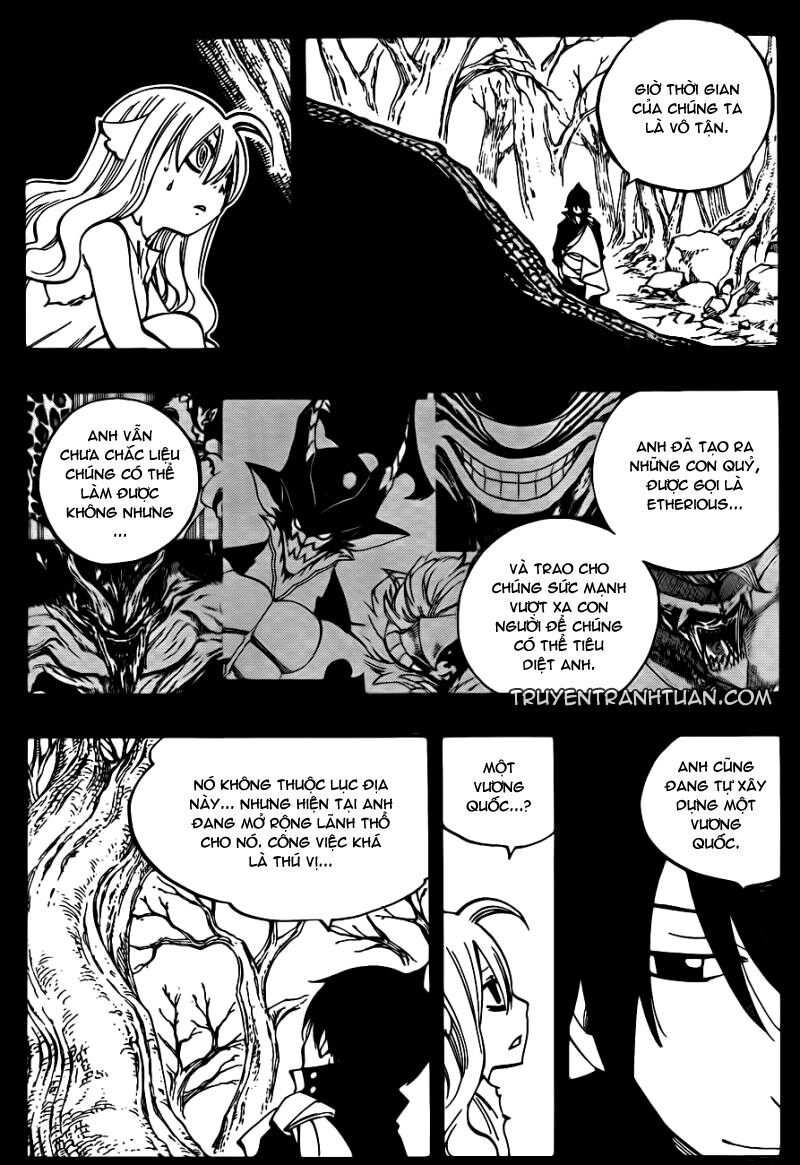 GIỜ THỜI GIAN
CỦA CHÚNG TA
LÀ VÔ TẬN.
ANH ĐÃ TẠO RA
NHŨNG CON QUỶ,
ĐƯỢC GỌI LÀ
ETHERIOUS...
VÀ TRAO CHO
CHÚNG SỨC MẠNH
VƯỢT XA CON
NGƯỜI ĐỂ CHÚNG
CÓ THỂ TIÊU
DIỆT ANH.
ANH VẪN
CHƯA CHẮC LIỆU
CHÚNG CÓ THỂ
LÀM ĐƯỢC
KHÔNG NHƯNG
...
TRUYENTRANHTUAN.COM
ANH CŨNG
ĐANG TỰ XÂY
DỰNG MỘT
VƯƠNG
QUỐC.
MỘT
VƯƠNG
QUỐC...?
NÓ KHÔNG THUỘC LỤC ĐỊA
NÀY... NHƯNG HIỆN TẠI ANH
ĐANG MỞ RỘNG LÃNH THỔ
CHO NÓ. CÔNG VIỆC KHÁ
LÀ THÚ VỊ...